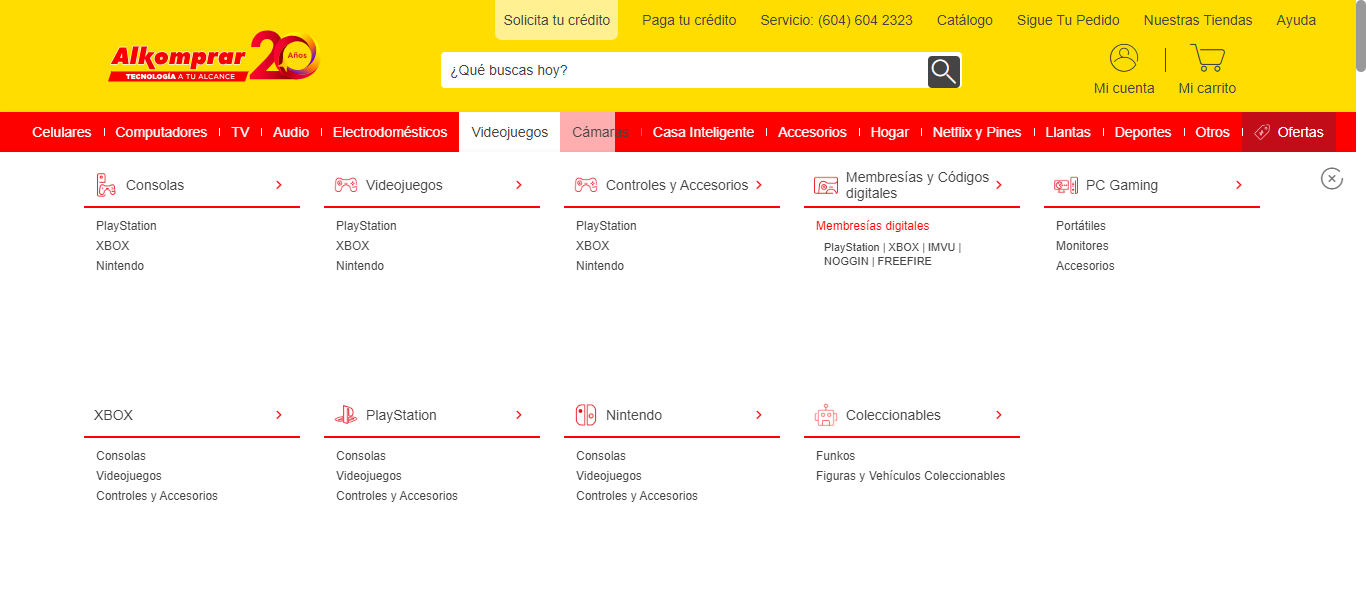 Solicita tu crédito Paga tu crédito Servicio: (604) 604 2323 Catálogo Sigue Tu Pedido Nuestras Tiendas Ayuda
Alkomprar 20 Años
TECNOLOGÍA A TU ALCANCE
¿Qué buscas hoy?
Mi cuenta Mi carrito
Celulares Computadores TV Audio Electrodomésticos Videojuegos Cámaras Casa Inteligente Accesorios Hogar Netflix y Pines Llantas Deportes Otros Ofertas
Consolas
PlayStation
XBOX
Nintendo
Videojuegos
PlayStation
XBOX
Nintendo
Controles y Accesorios
PlayStation
XBOX
Nintendo
Membresías y Códigos
digitales
Membresías digitales
PlayStation | XBOX | IMVU |
NOGGIN | FREEFIRE
PC Gaming
Portátiles
Monitores
Accesorios
XBOX
Consolas
Videojuegos
Controles y Accesorios
PlayStation
Consolas
Videojuegos
Controles y Accesorios
Nintendo
Consolas
Videojuegos
Controles y Accesorios
Coleccionables
Funkos
Figuras y Vehículos Coleccionables